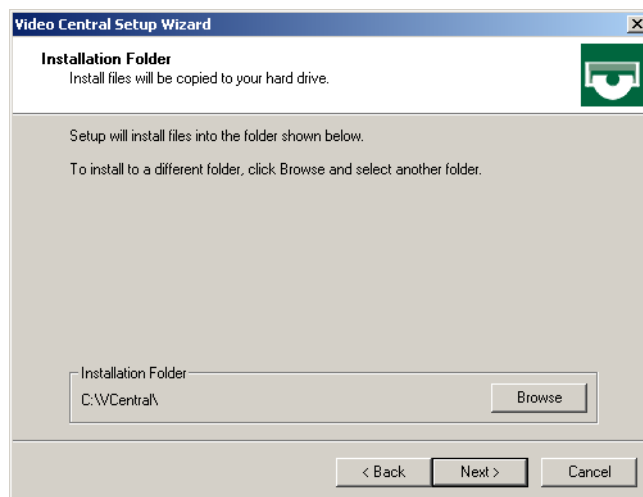 Video Central Setup Wizard
Installation Folder
Install files will be copied to your hard drive.
Setup will install files into the folder shown below.
To install to a different folder, click Browse and select another folder.
Installation Folder
C:\VCentral\
Browse
< Back
Next >
Cancel